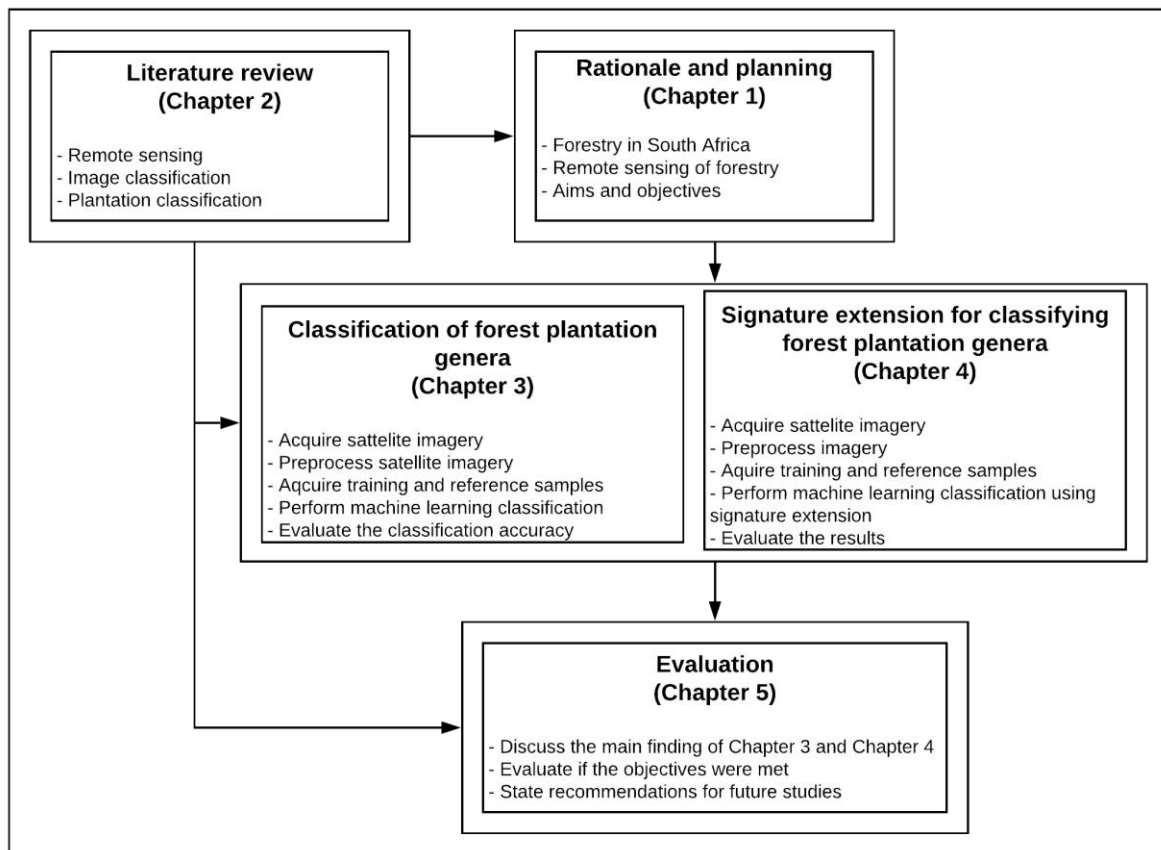 Literature review
(Chapter 2)
- Remote sensing
- Image classification
- Plantation classification
Rationale and planning
(Chapter 1)
- Forestry in South Africa
- Remote sensing of forestry
- Aims and objectives
Classification of forest plantation
genera
(Chapter 3)
- Acquire sattelite imagery
- Preprocess satellite imagery
- Aqcuire training and reference samples
- Perform machine learning classification
- Evaluate the classification accuracy
Signature extension for classifying
forest plantation genera
(Chapter 4)
- Acquire sattelite imagery
- Preprocess imagery
- Aquire training and reference samples
- Perform machine learning classification using
signature extension
- Evaluate the results
Evaluation
(Chapter 5)
- Discuss the main finding of Chapter 3 and Chapter 4
- Evaluate if the objectives were met
- State recommendations for future studies